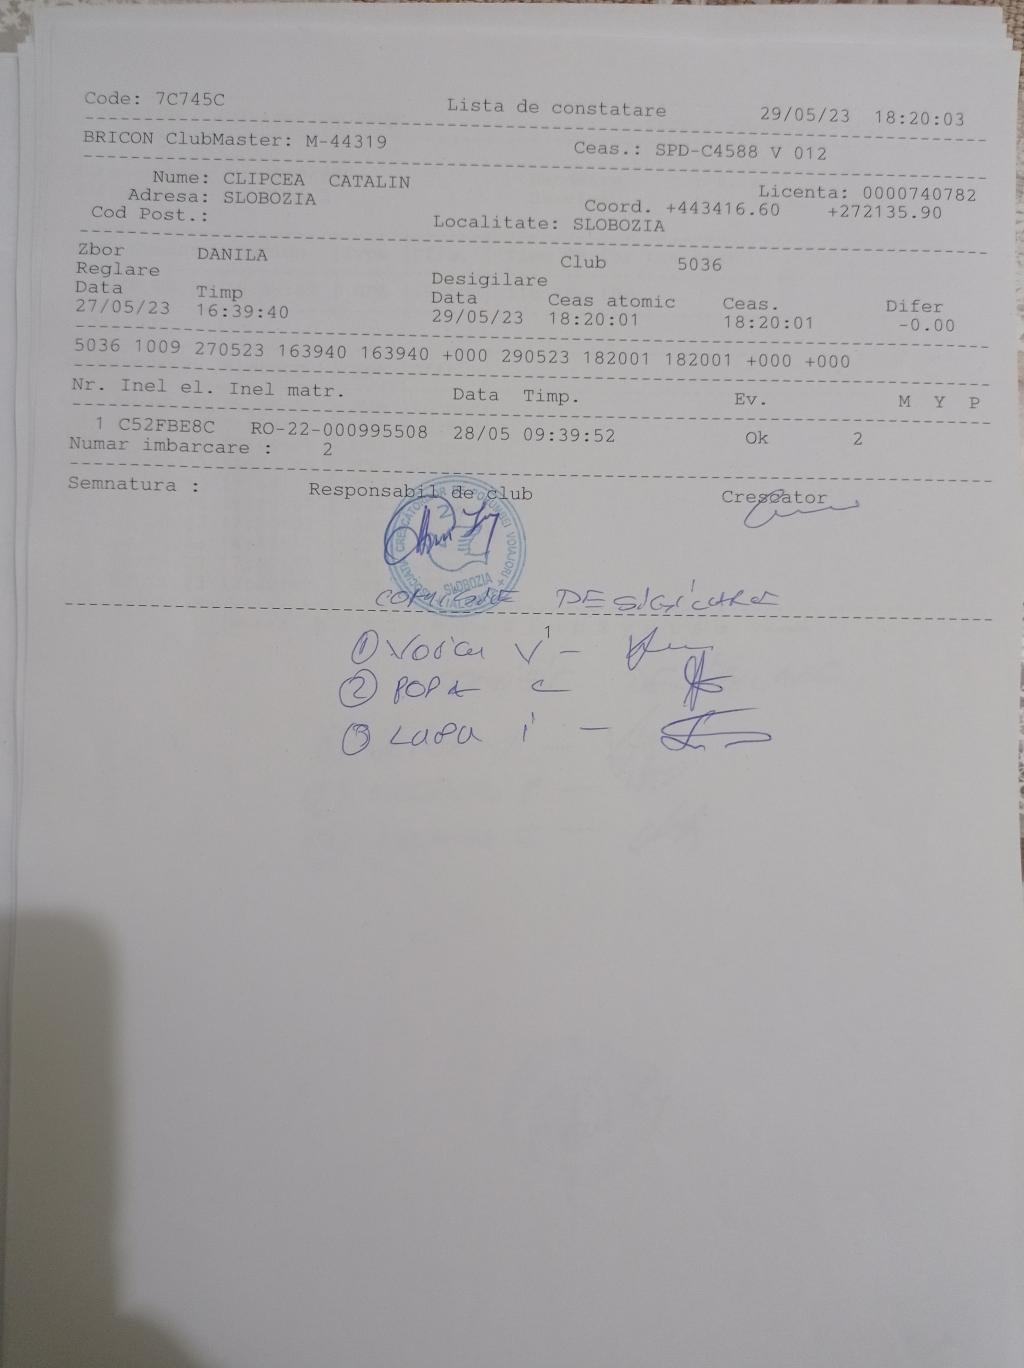 Code: 7C745C Lista de constatare 29/05/23 18:20:03
BRICON ClubMaster: M-44319 Ceas.: SPD-C4588 V 012
Nume: CLIPCEA CATALIN Licenta: 0000740782
Adresa: SLOBOZIA Coord. +443416.60 +272135.90
Cod Post.: Localitate: SLOBOZIA
Zbor DANILA Club 5036
Reglare Desigilare
Data Timp Data Ceas atomic Ceas. Difer
27/05/23 16:39:40 29/05/23 18:20:01 18:20:01 -0.00
5036 1009 270523 163940 163940 +000 290523 182001 182001 +000 +000
Nr. Inel el. Inel matr. Data Timp. Ev. M Y P
1 C52FBE8C RO-22-000995508 28/05 09:39:52 Ok 2
Numar imbarcare : 2
Semnatura : Responsabil de club Crescator
SLOBOZIA
DESIGILARE
1
① Voicu V -
② POPA C -
③ LUPU I -